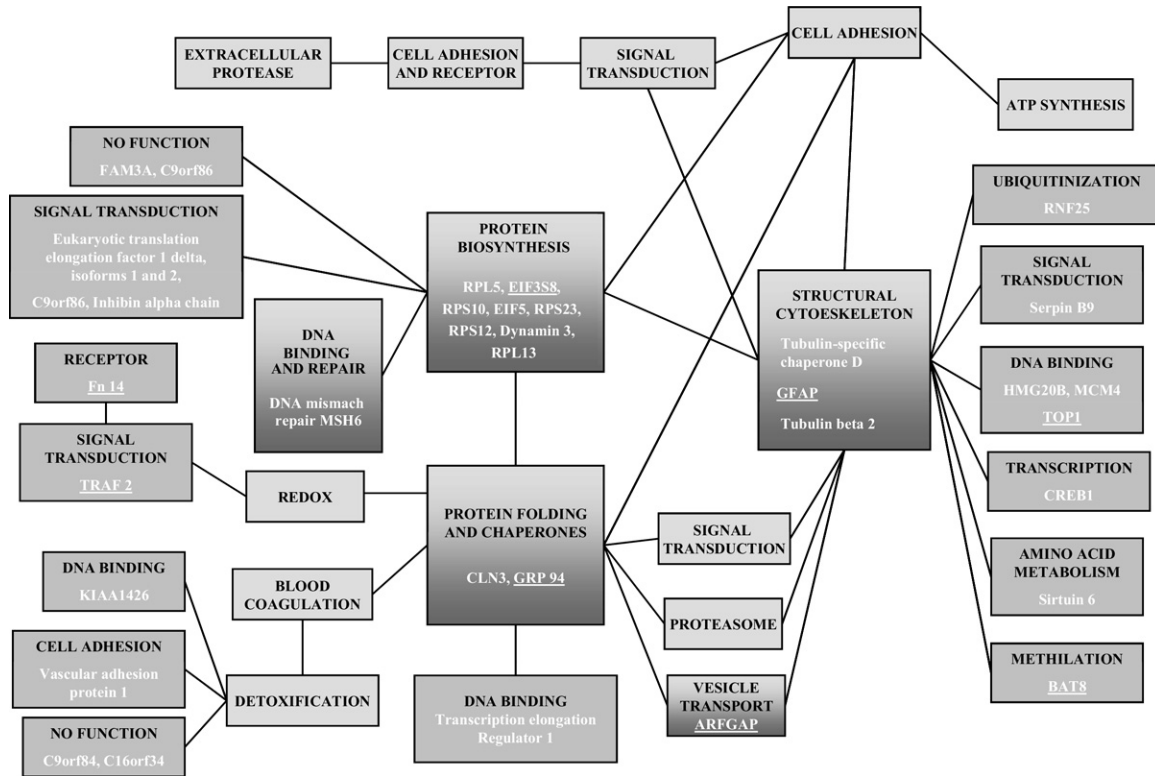 CELL ADHESION
EXTRACELLULAR
PROTEASE
CELL ADHESION
AND RECEPTOR
SIGNAL
TRANSDUCTION
ATP SYNTHESIS
NO FUNCTION
FAM3A, C9orf86
SIGNAL TRANSDUCTION
Eukaryotic translation
elongation factor 1 delta,
isoforms 1 and 2,
C9orf86, Inhibin alpha chain
PROTEIN
BIOSYNTHESIS
RPL5, EIF3S8,
RPS10, EIF5, RPS23,
RPS12, Dynamin 3,
RPL13
DNA
BINDING
AND REPAIR
DNA mismach
repair MSH6
STRUCTURAL
CYTOESKELETON
Tubulin-specific
chaperone D
GFAP
Tubulin beta 2
UBIQUITINIZATION
RNF25
SIGNAL
TRANSDUCTION
Serpin B9
DNA BINDING
HMG20B, MCM4
TOP1
TRANSCRIPTION
CREB1
AMINO ACID
METABOLISM
Sirtuin 6
METHILATION
BAT8
RECEPTOR
Fn 14
SIGNAL
TRANSDUCTION
TRAF 2
REDOX
PROTEIN FOLDING
AND CHAPERONES
CLN3, GRP 94
SIGNAL
TRANSDUCTION
PROTEASOME
VESICLE
TRANSPORT
ARFGAP
DNA BINDING
KIAA1426
BLOOD
COAGULATION
CELL ADHESION
Vascular adhesion
protein 1
DETOXIFICATION
NO FUNCTION
C9orf84, C16orf34
DNA BINDING
Transcription elongation
Regulator 1